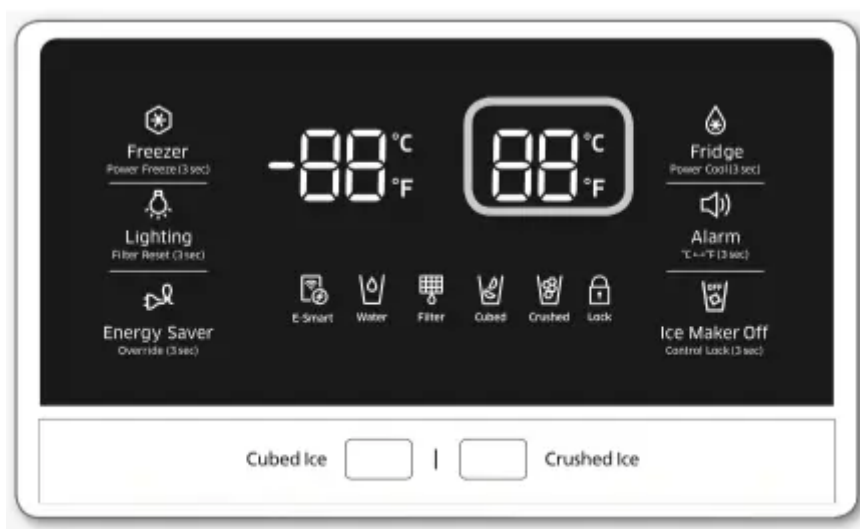 Freezer
Power Freeze (3 sec)
Lighting
Filter Reset (3 sec)
Energy Saver
Override (3 sec)
-88 °C
°F
88 °C
°F
E-Smart
Water
Filter
Cubed
Crushed
Lock
Fridge
Power Cool (3 sec)
Alarm
°C↔°F (3 sec)
OFF
Ice Maker Off
Control Lock (3 sec)
Cubed Ice | Crushed Ice